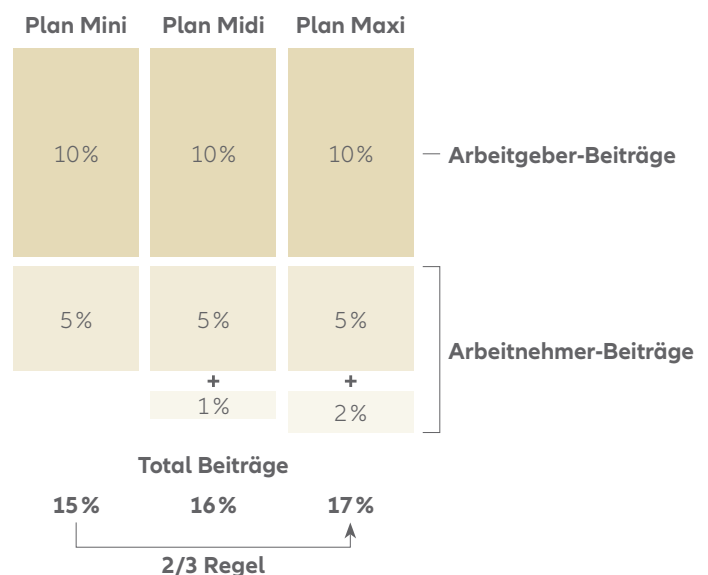 Plan Mini Plan Midi Plan Maxi
10% 10% 10% Arbeitgeber-Beiträge
5% 5% 5%
Arbeitnehmer-Beiträge
+ +
1% 2%
Total Beiträge
15% 16% 17%
2/3 Regel